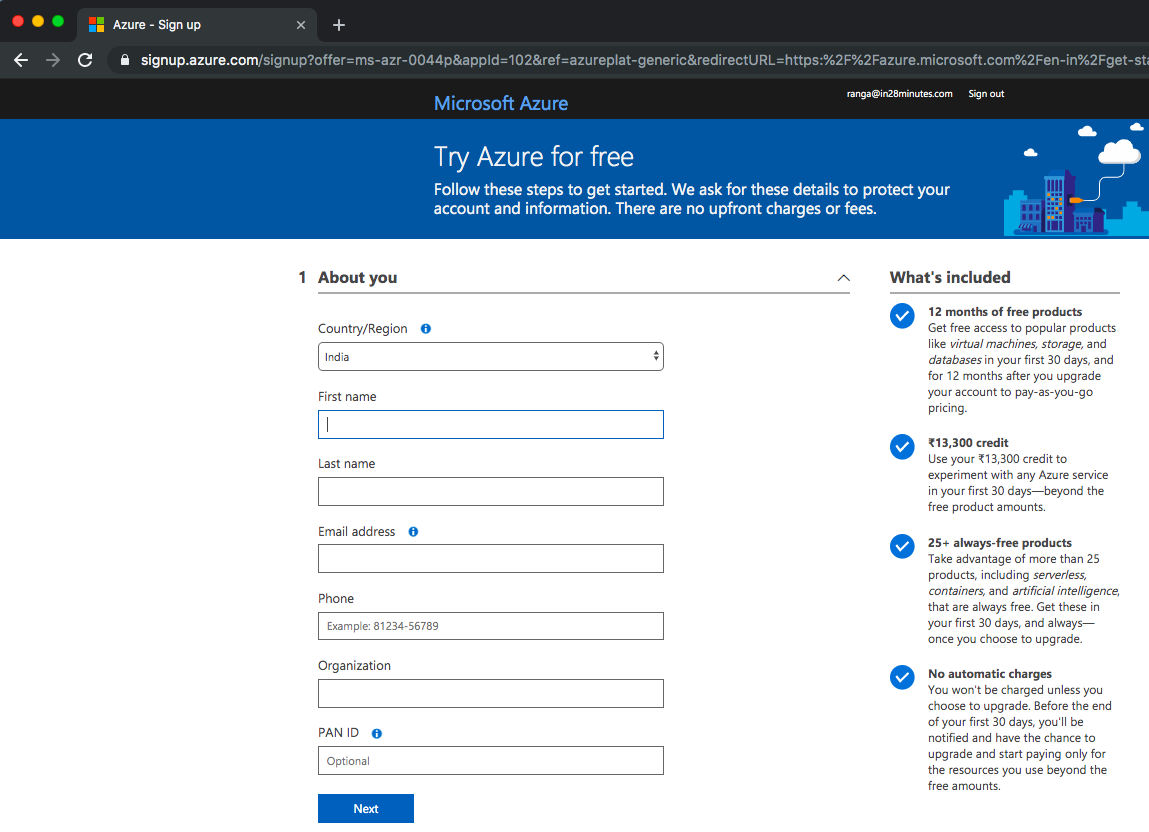 Azure - Sign up
signup.azure.com/signup?offer=ms-azr-0044p&appId=102&ref=azureplat-generic&redirectURL=https:%2F%2Fazure.microsoft.com%2Fen-in%2Fget-sta
Microsoft Azure
ranga@in28minutes.com Sign out
Try Azure for free
Follow these steps to get started. We ask for these details to protect your
account and information. There are no upfront charges or fees.
1 About you
Country/Region
India
First name
Last name
Email address
Phone
Example: 81234-56789
Organization
PAN ID
Optional
Next
What's included
12 months of free products
Get free access to popular products
like virtual machines, storage, and
databases in your first 30 days, and
for 12 months after you upgrade
your account to pay-as-you-go
pricing.
₹13,300 credit
Use your ₹13,300 credit to
experiment with any Azure service
in your first 30 days—beyond the
free product amounts.
25+ always-free products
Take advantage of more than 25
products, including serverless,
containers, and artificial intelligence,
that are always free. Get these in
your first 30 days, and always—
once you choose to upgrade.
No automatic charges
You won't be charged unless you
choose to upgrade. Before the end
of your first 30 days, you'll be
notified and have the chance to
upgrade and start paying only for
the resources you use beyond the
free amounts.